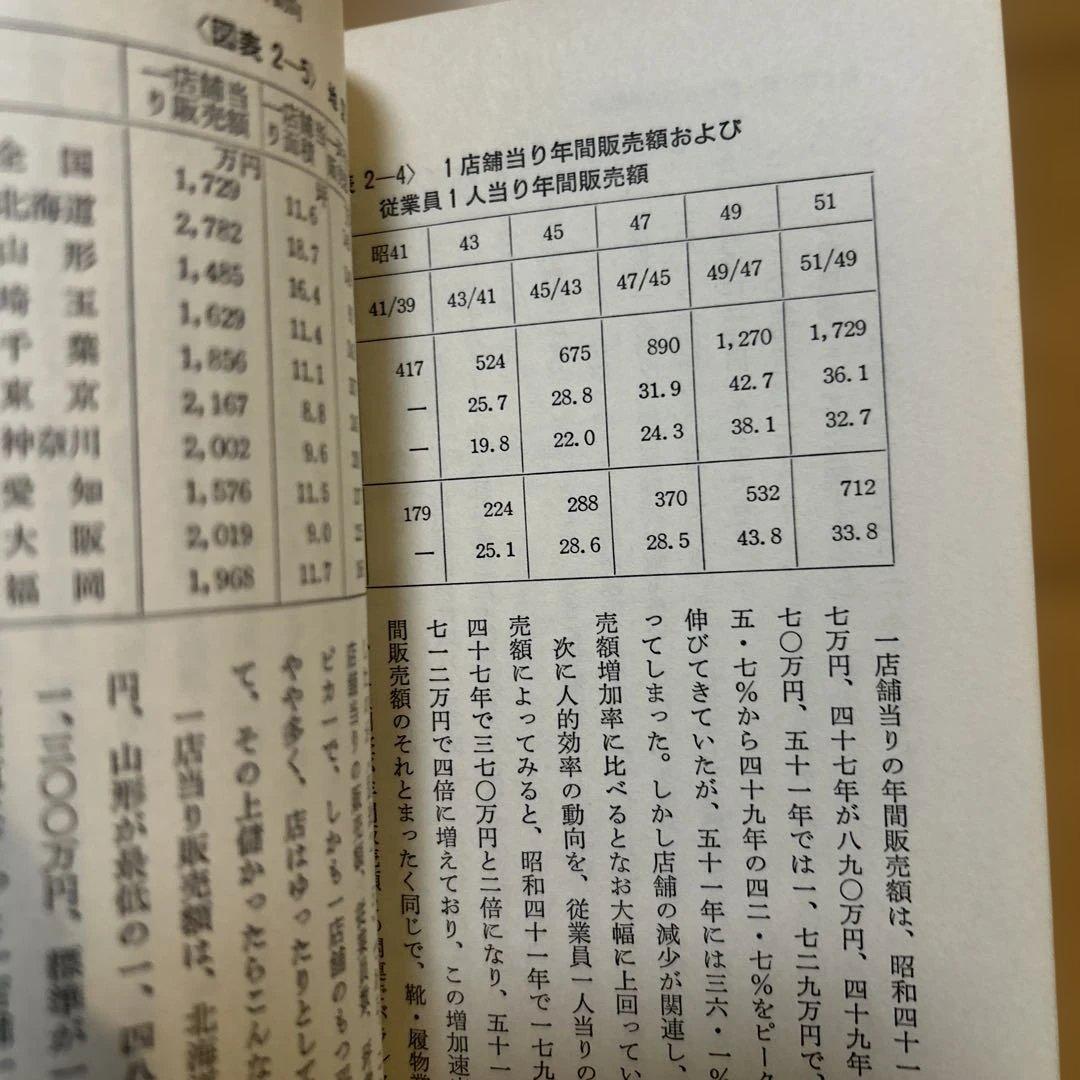 〈図表 2―5〉
一店舗当り販売額
全国 万円 1,729 11.6
北海道 2,782 18.7
山形 1,485 16.4
埼玉 1,629 11.4
千葉 1,856 11.1
東京 2,167 8.8
神奈川 2,002 9.6
愛知 1,576 11.5
大阪 2,019 9.0
福岡 1,968 11.7
一店当り販売額は、北海
円、山形が最低の一、四八
一、三〇〇万円、標準が一
て、その上儲かったらこんな
やや多く、店はゆったりとして
ピカ一で、しかも一店舗のもつ
表 2―4〉 1店舗当り年間販売額および
従業員1人当り年間販売額
昭41 43 45 47 49 51
41/39 43/41 45/43 47/45 49/47 51/49
417 524 675 890 1,270 1,729
― 25.7 28.8 31.9 42.7 36.1
― 19.8 22.0 24.3 38.1 32.7
179 224 288 370 532 712
― 25.1 28.6 28.5 43.8 33.8
一店舗当りの年間販売額は、昭和四十一
七万円、四十七年が八九〇万円、四十九年
七〇万円、五十一年では一、七二九万円で、
五・七％から四十九年の四二・七％をピーク
伸びてきていたが、五十一年には三六・一％
ってしまった。しかし店舗の減少が関連し、
売額増加率に比べるとなお大幅に上回ってい
次に人的効率の動向を、従業員一人当りの
売額によってみると、昭和四十一年で一七九
四十七年で三七〇万円と二倍になり、五十一
七一二万円で四倍に増えており、この増加速
間販売額のそれとまったく同じで、靴・履物業